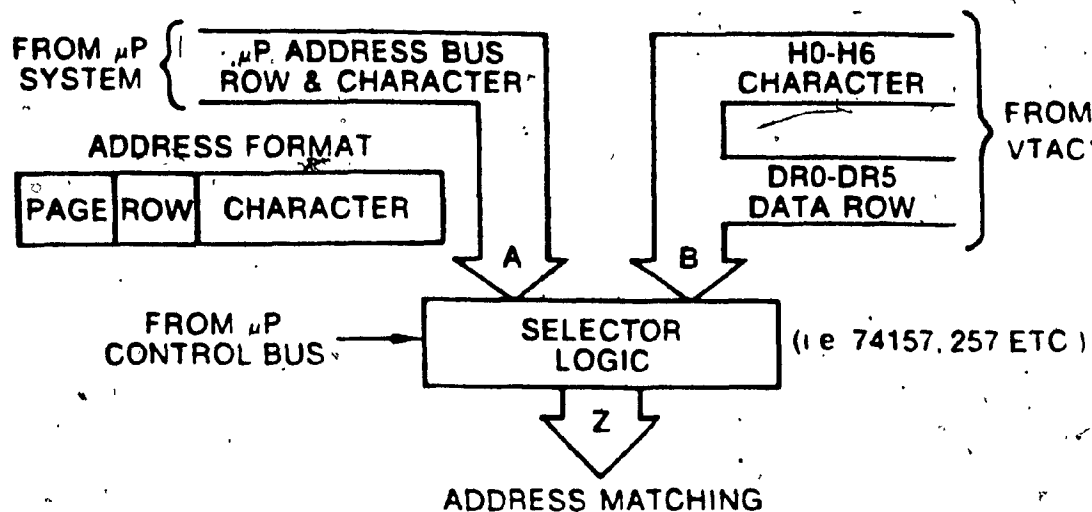 FROM μP
SYSTEM
μP ADDRESS BUS
ROW & CHARACTER
H0-H6
CHARACTER
FROM
VTAC
DR0-DR5
DATA ROW
ADDRESS FORMAT
PAGE ROW CHARACTER
A
B
FROM μP
CONTROL BUS
SELECTOR
LOGIC
(i e 74157, 257 ETC)
Z
ADDRESS MATCHING